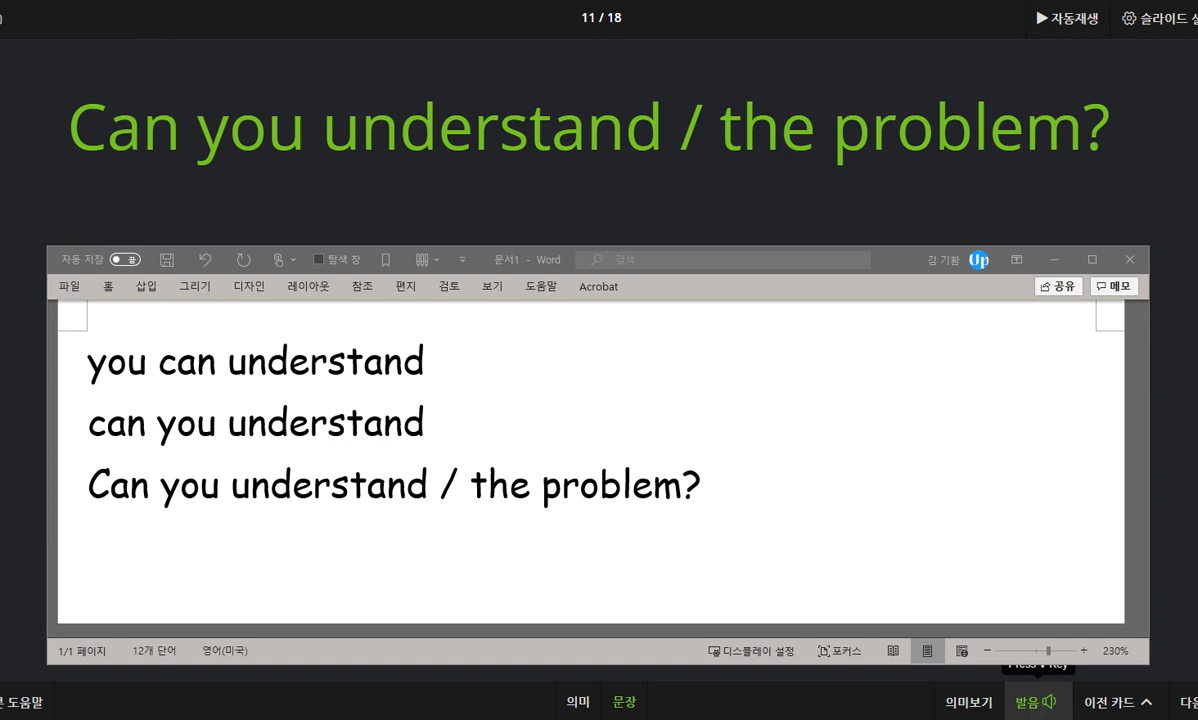 11 / 18
▶자동재생
슬라이드 설
Can you understand / the problem?
자동 저장 끔 탐색 창 문서1 - Word 검색 김 기환 Up
파일 홈 삽입 그리기 디자인 레이아웃 참조 편지 검토 보기 도움말 Acrobat 공유 메모
you can understand
can you understand
Can you understand / the problem?
1/1 페이지 12개 단어 영어(미국) 디스플레이 설정 포커스 230%
도움말 의미 문장 의미보기 발음 이전 카드 다음